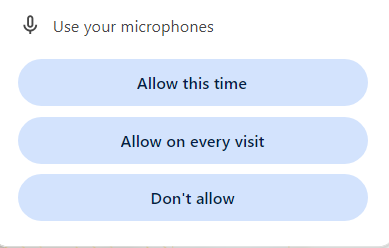 Use your microphones
Allow this time
Allow on every visit
Don't allow